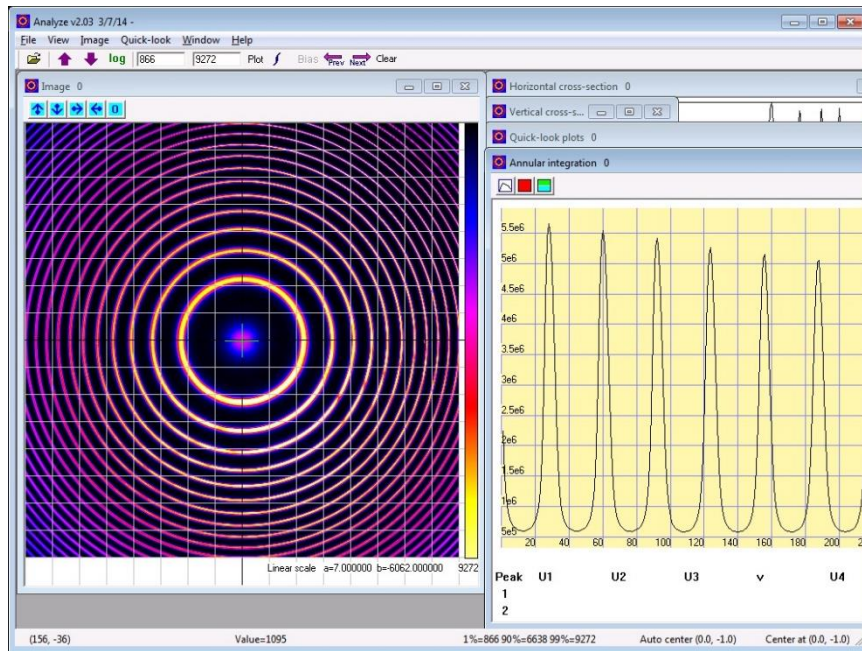 Analyze v2.03 3/7/14 -
File View Image Quick-look Window Help
log 866 9272 Plot Bias Prev Next Clear
Image 0
0
Linear scale a=7.000000 b=-6062.000000 9272
Horizontal cross-section 0
Vertical cross-s...
Quick-look plots 0
Annular integration 0
5.5e6
5e6
4.5e6
4e6
3.5e6
3e6
2.5e6
2e6
1.5e6
1e6
5e5
20 40 60 80 100 120 140 160 180 200
Peak U1 U2 U3 v U4
1
2
(156, -36) Value=1095 1%=866 90%=6638 99%=9272 Auto center (0.0, -1.0) Center at (0.0, -1.0)